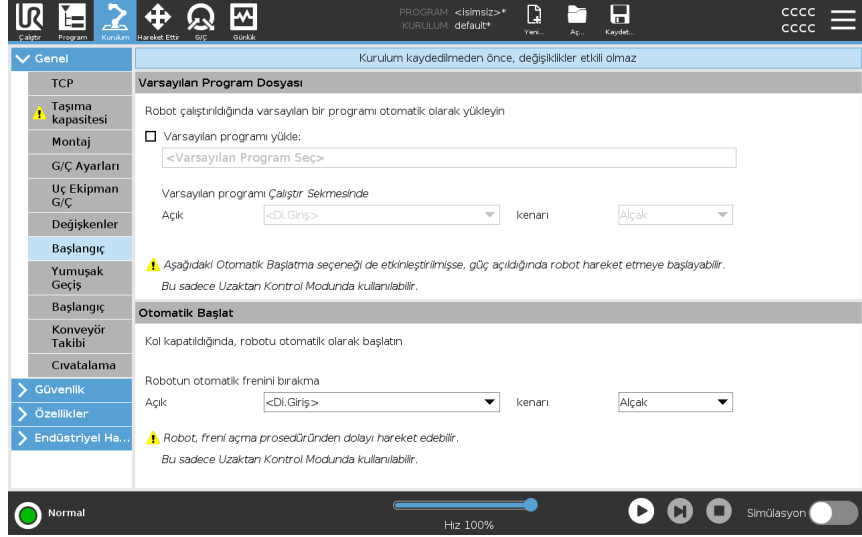 UR
Çalıştır
Program
Kurulum
Hareket Ettir
G/Ç
Günlük
PROGRAM <isimsiz>*
KURULUM default*
Yeni...
Aç...
Kaydet...
CCCC
CCCC
Genel
TCP
Taşıma
kapasitesi
Montaj
G/Ç Ayarları
Uç Ekipman
G/Ç
Değişkenler
Başlangıç
Yumuşak
Geçiş
Başlangıç
Konveyör
Takibi
Cıvatalama
Güvenlik
Özellikler
Endüstriyel Ha...
Kurulum kaydedilmeden önce, değişiklikler etkili olmaz
Varsayılan Program Dosyası
Robot çalıştırıldığında varsayılan bir programı otomatik olarak yükleyin
Varsayılan programı yükle:
<Varsayılan Program Seç>
Varsayılan programı Çalıştır Sekmesinde
Açık <Di.Giriş> kenarı Alçak
Aşağıdaki Otomatik Başlatma seçeneği de etkinleştirilmişse, güç açıldığında robot hareket etmeye başlayabilir.
Bu sadece Uzaktan Kontrol Modunda kullanılabilir.
Otomatik Başlat
Kol kapatıldığında, robotu otomatik olarak başlatın
Robotun otomatik frenini bırakma
Açık <Di.Giriş> kenarı Alçak
Robot, freni açma prosedüründen dolayı hareket edebilir.
Bu sadece Uzaktan Kontrol Modunda kullanılabilir.
Normal
Hız 100%
Simülasyon